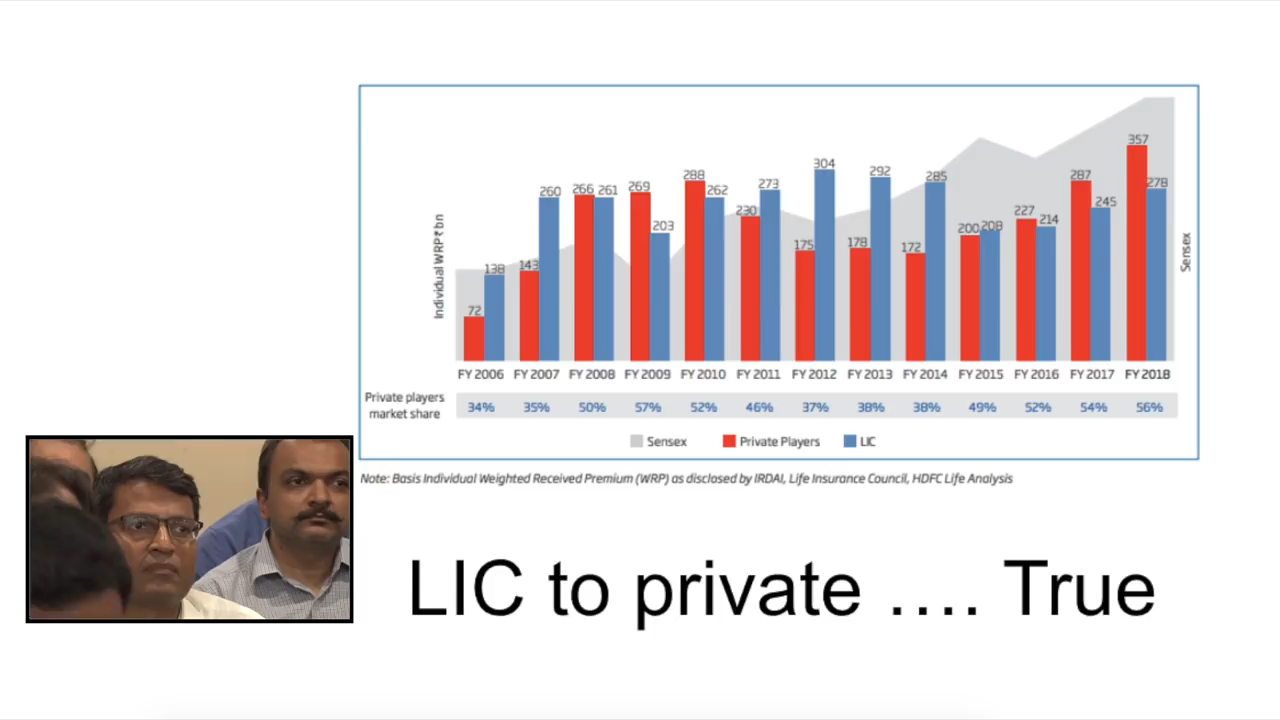 357
304
292
288
285
287
278
273
269
266
261
260
262
245
230
203
227
214
200
208
175
178
172
138
143
72
Individual WRP₹bn
Sensex
FY 2006 FY 2007 FY 2008 FY 2009 FY 2010 FY 2011 FY 2012 FY 2013 FY 2014 FY 2015 FY 2016 FY 2017 FY 2018
Private players
market share
34% 35% 50% 57% 52% 46% 37% 38% 38% 49% 52% 54% 56%
Sensex Private Players LIC
Note: Basis Individual Weighted Received Premium (WRP) as disclosed by IRDAI, Life Insurance Council, HDFC Life Analysis
LIC to private .... True